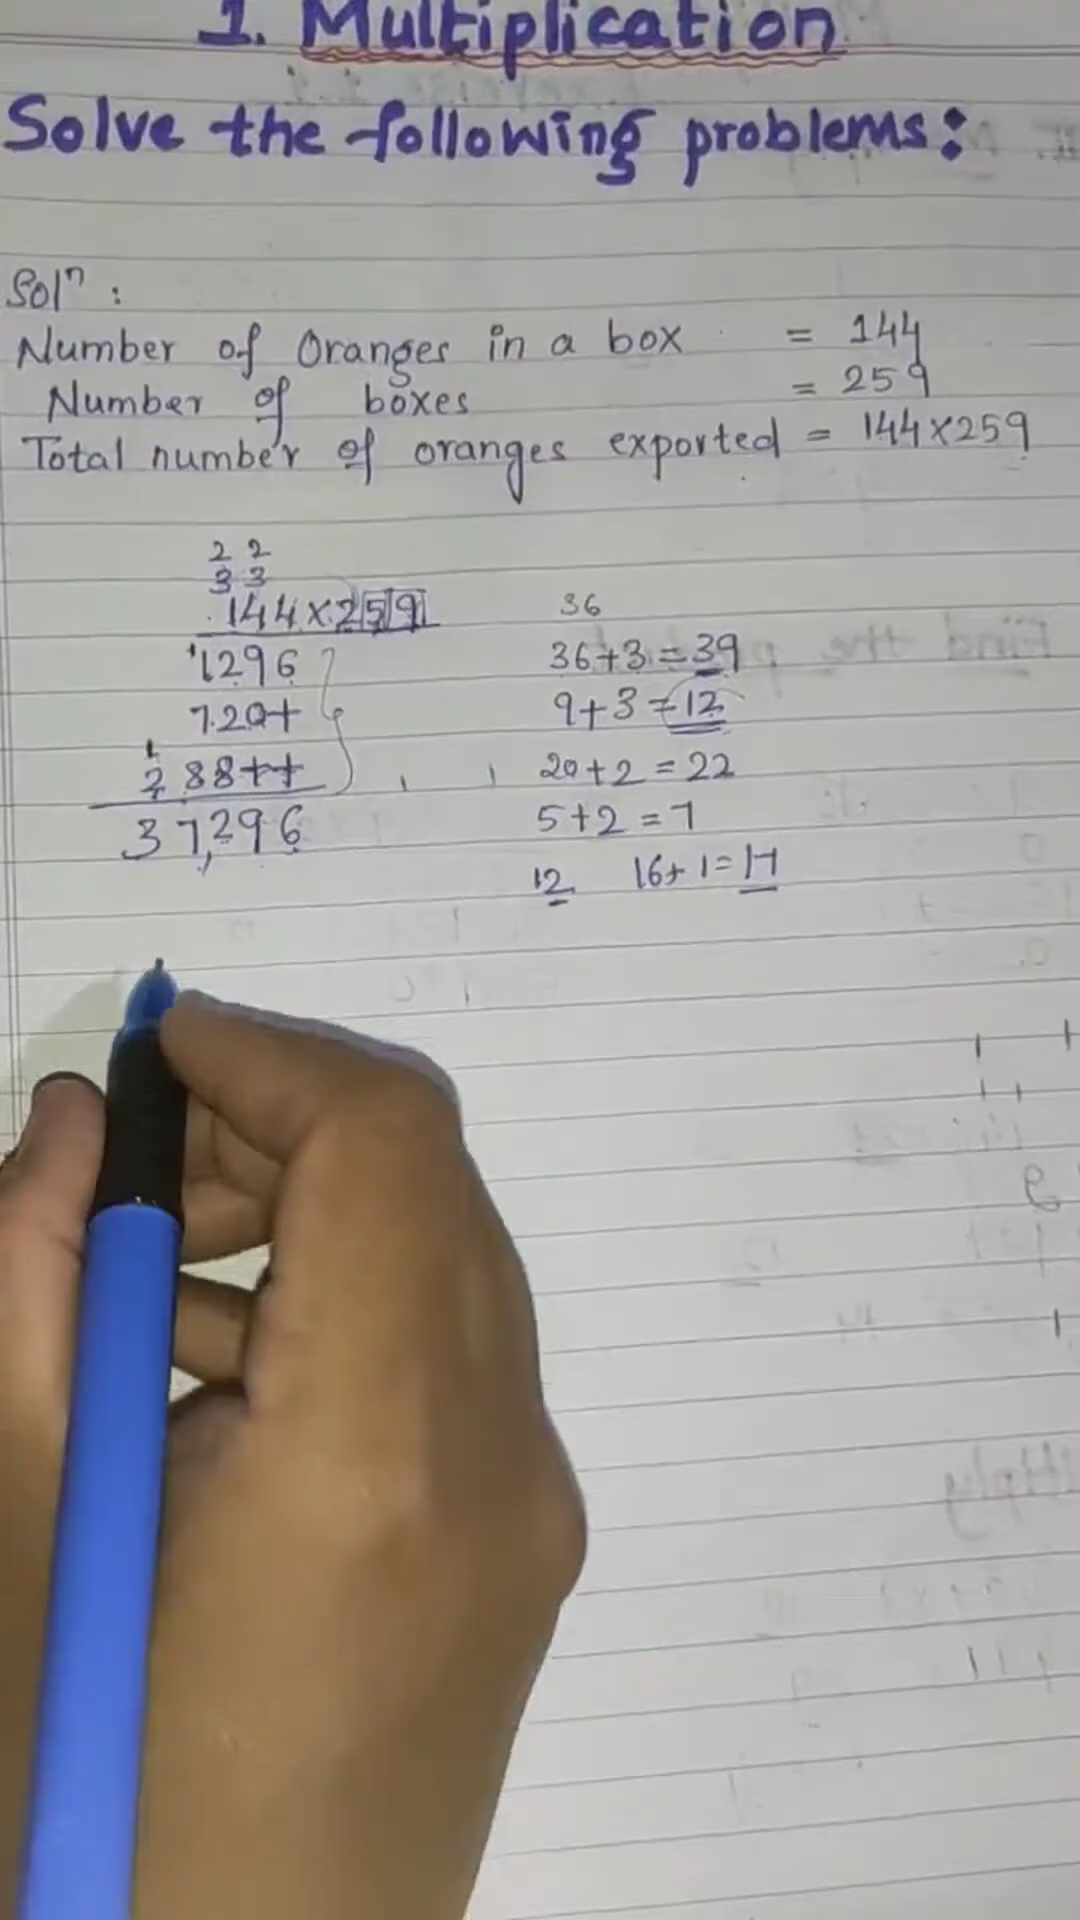 1. Multiplication
Solve the following problems:
Solⁿ :
Number of Oranges in a box = 144
Number of boxes = 259
Total number of oranges exported = 144×259
2 2
3 3
144×259
36
1296
36+3=39
720+
9+3=12
1
288++
20+2=22
37,296
5+2=7
12 16+1=17